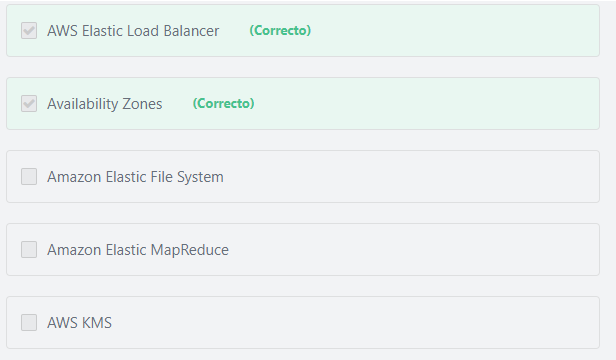 AWS Elastic Load Balancer (Correcto)
Availability Zones (Correcto)
Amazon Elastic File System
Amazon Elastic MapReduce
AWS KMS